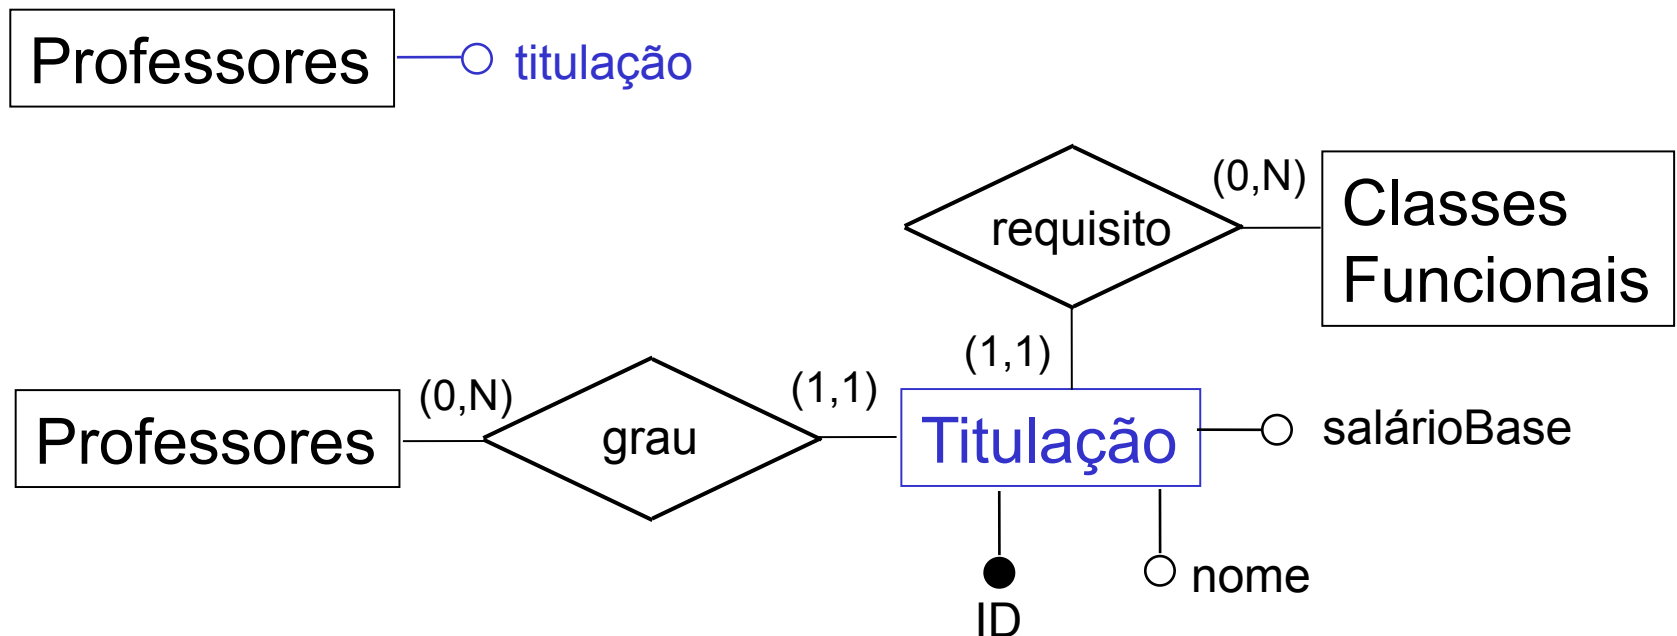 Professores
titulação
(0,N)
Classes
Funcionais
requisito
(1,1)
Professores
(0,N)
grau
(1,1)
Titulação
salárioBase
ID
nome